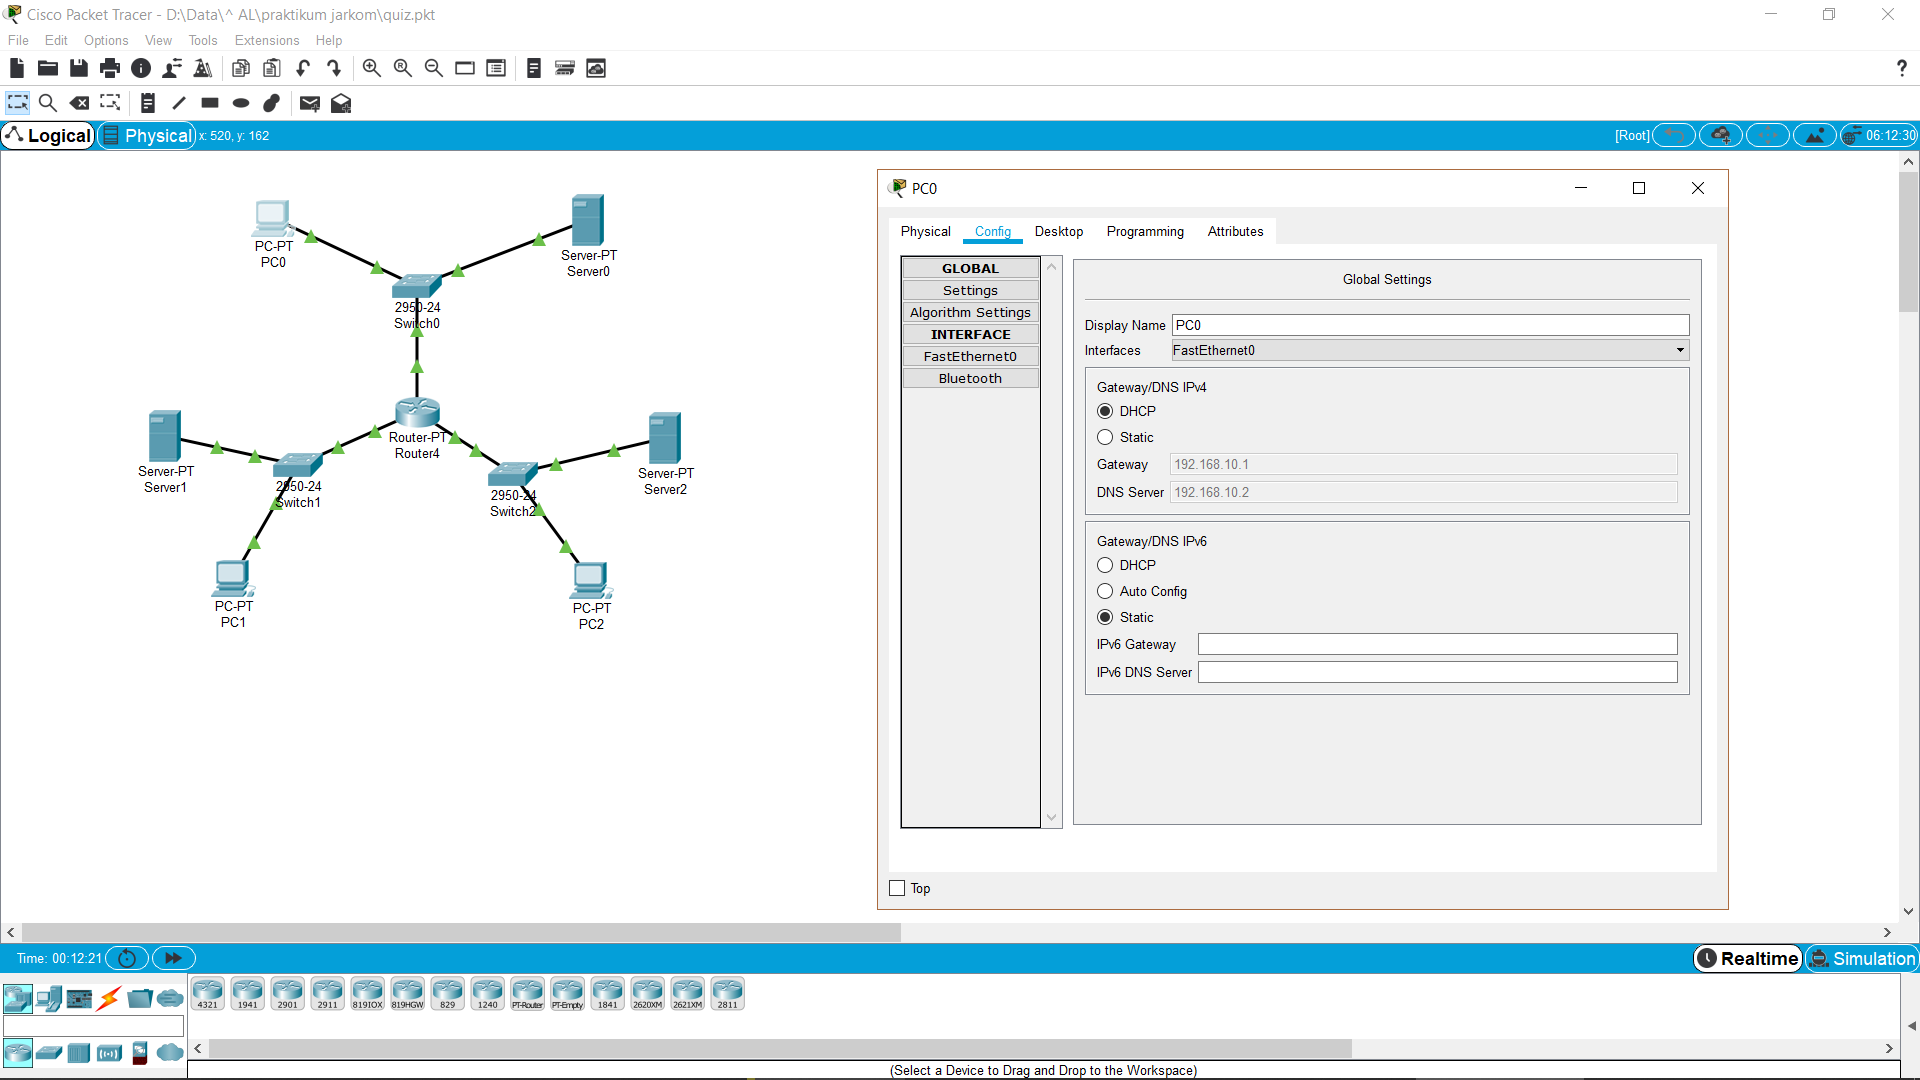 Cisco Packet Tracer - D:\Data\^ AL\praktikum jarkom\quiz.pkt
File Edit Options View Tools Extensions Help
?
Logical Physical x: 520, y: 162 [Root] 06:12:30
PC-PT
PC0
Server-PT
Server0
2950-24
Switch0
Server-PT
Server1
2950-24
Switch1
Router-PT
Router4
2950-24
Switch2
Server-PT
Server2
PC-PT
PC1
PC-PT
PC2
PC0
Physical Config Desktop Programming Attributes
GLOBAL
Settings
Algorithm Settings
INTERFACE
FastEthernet0
Bluetooth
Global Settings
Display Name PC0
Interfaces FastEthernet0
Gateway/DNS IPv4
DHCP
Static
Gateway 192.168.10.1
DNS Server 192.168.10.2
Gateway/DNS IPv6
DHCP
Auto Config
Static
IPv6 Gateway
IPv6 DNS Server
Top
Time: 00:12:21 Realtime Simulation
4321 1941 2901 2911 819IOX 819HGW 829 1240 PT-Router PT-Empty 1841 2620XM 2621XM 2811
(Select a Device to Drag and Drop to the Workspace)